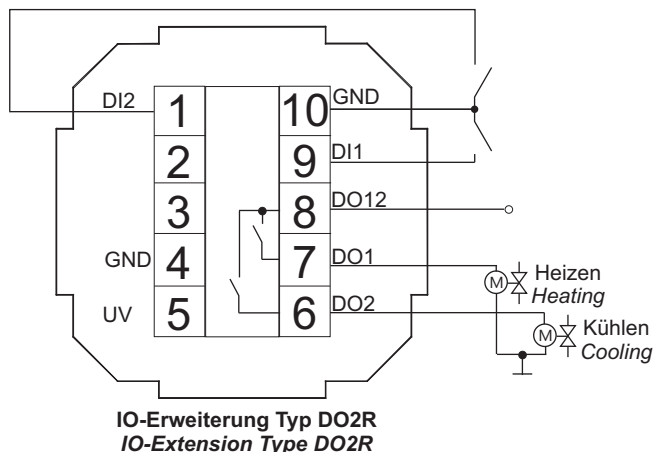 DI2 1 10 GND
2 9 DI1
3 8 DO12
GND 4 7 DO1
UV 5 6 DO2
M Heizen
Heating
M Kühlen
Cooling
IO-Erweiterung Typ DO2R
IO-Extension Type DO2R